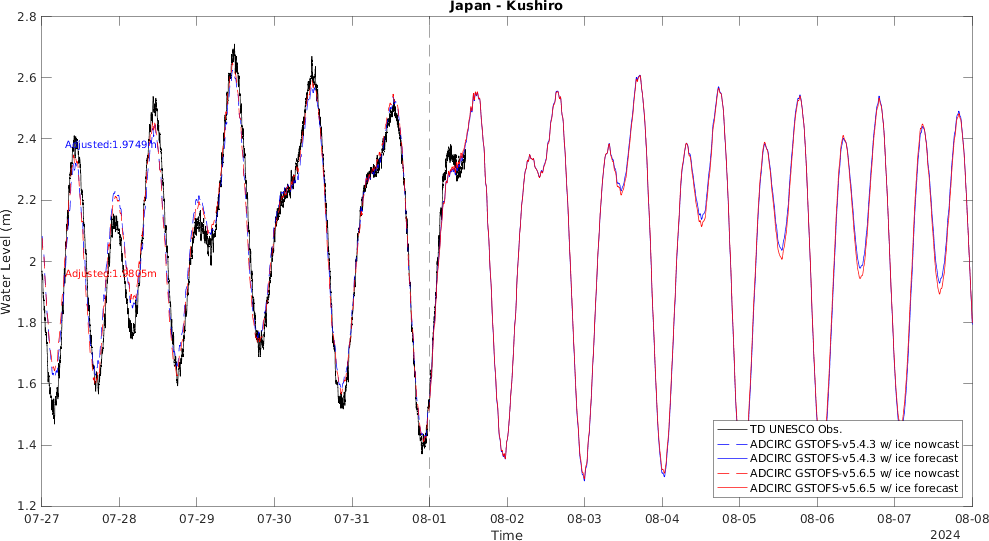 Japan - Kushiro
2.8
2.6
2.4
2.2
2
1.8
1.6
1.4
1.2
Water Level (m)
Adjusted:1.9749m
Adjusted:1.9805m
TD UNESCO Obs.
ADCIRC GSTOFS-v5.4.3 w/ ice nowcast
ADCIRC GSTOFS-v5.4.3 w/ ice forecast
ADCIRC GSTOFS-v5.6.5 w/ ice nowcast
ADCIRC GSTOFS-v5.6.5 w/ ice forecast
07-27 07-28 07-29 07-30 07-31 08-01 08-02 08-03 08-04 08-05 08-06 08-07 08-08
Time
2024